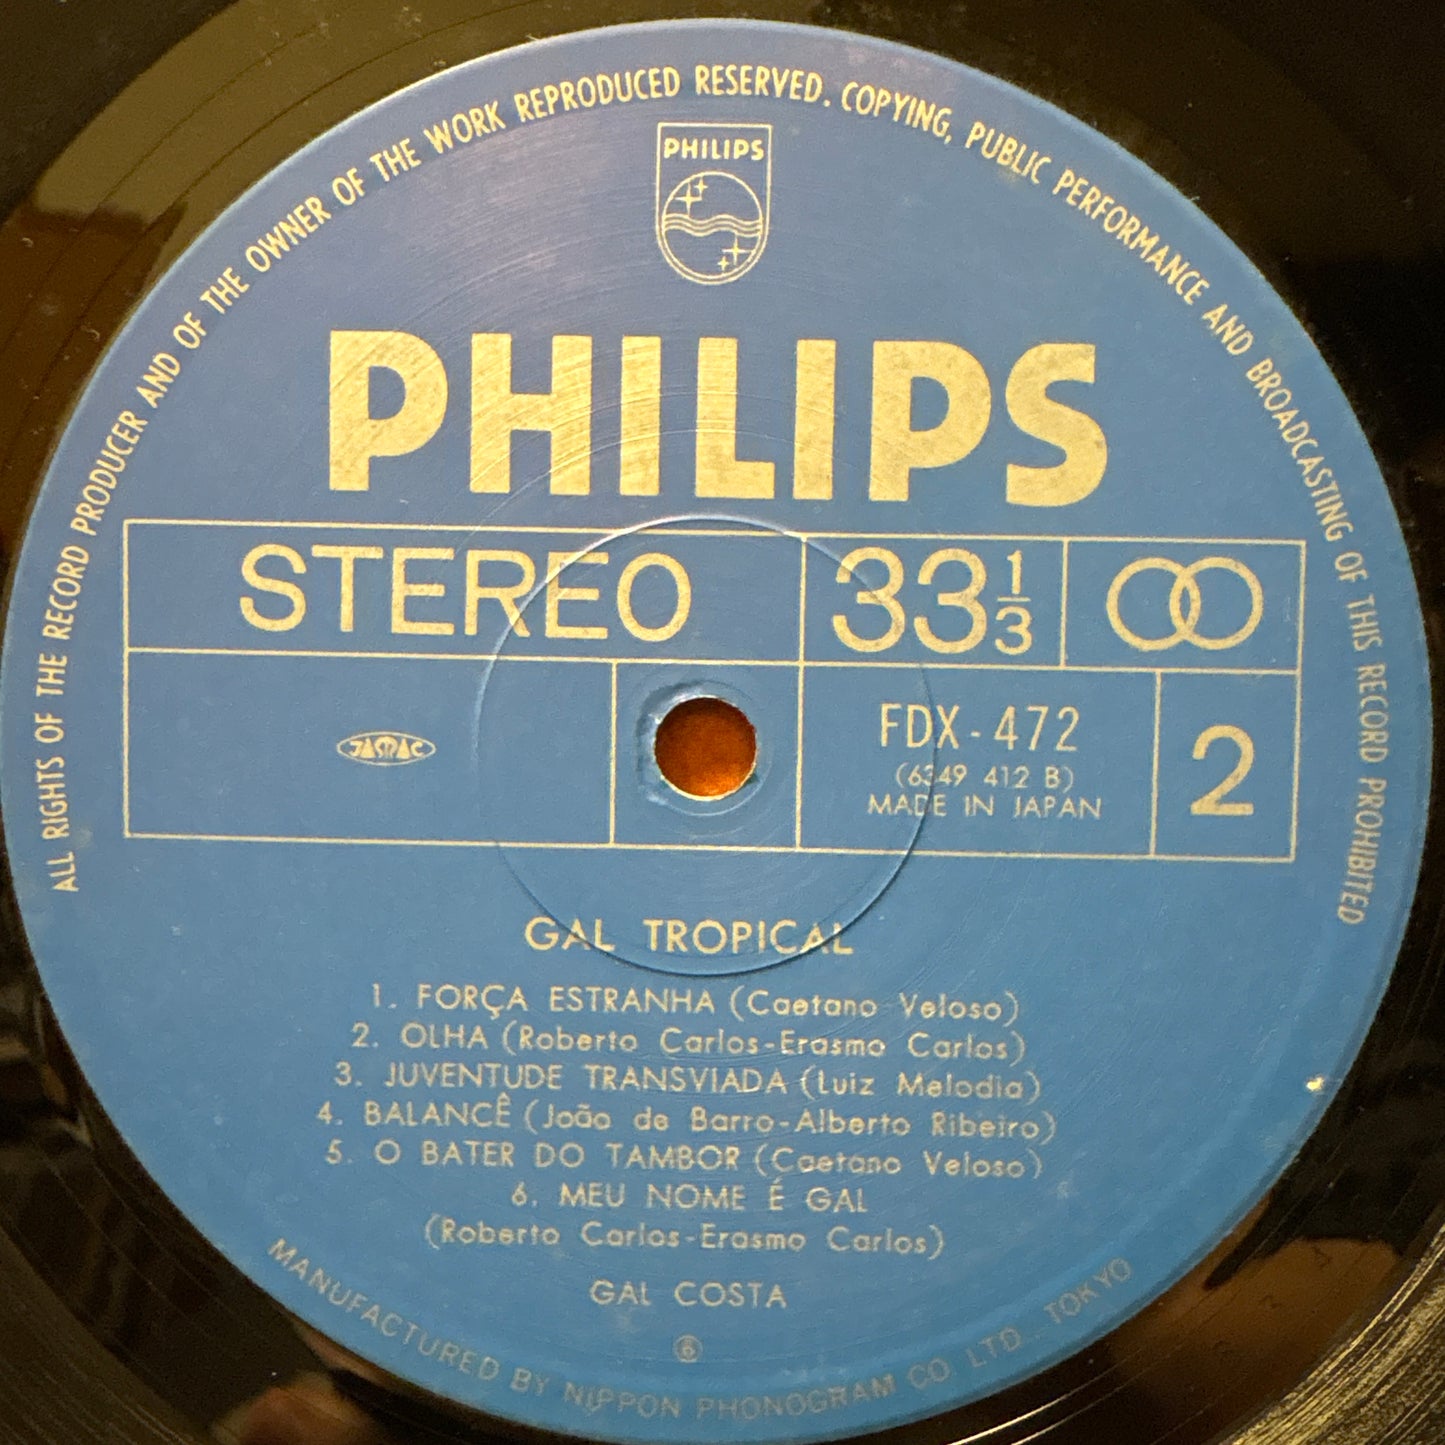 ALL RIGHTS OF THE RECORD PRODUCER AND OF THE OWNER OF THE WORK REPRODUCED RESERVED. COPYING, PUBLIC PERFORMANCE AND BROADCASTING OF THIS RECORD PROHIBITED
PHILIPS
PHILIPS
STEREO 33 1/3
JASRAC
FDX-472
(6349 412 B)
MADE IN JAPAN
2
GAL TROPICAL
1. FORÇA ESTRANHA (Caetano Veloso)
2. OLHA (Roberto Carlos-Erasmo Carlos)
3. JUVENTUDE TRANSVIADA (Luiz Melodia)
4. BALANCÊ (João de Barro-Alberto Ribeiro)
5. O BATER DO TAMBOR (Caetano Veloso)
6. MEU NOME É GAL
(Roberto Carlos-Erasmo Carlos)
GAL COSTA
MANUFACTURED BY NIPPON PHONOGRAM CO. LTD., TOKYO